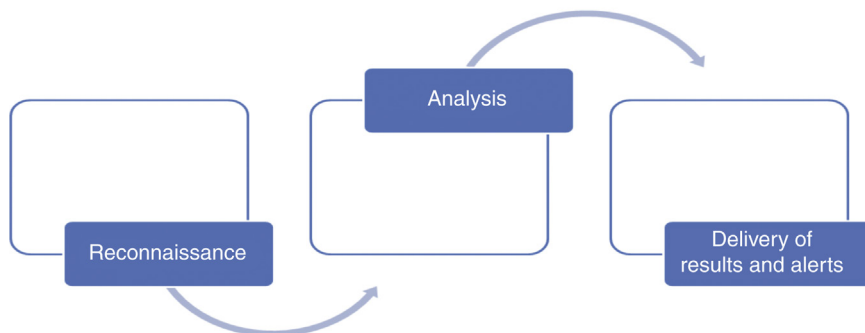 Reconnaissance
Analysis
Delivery of
results and alerts